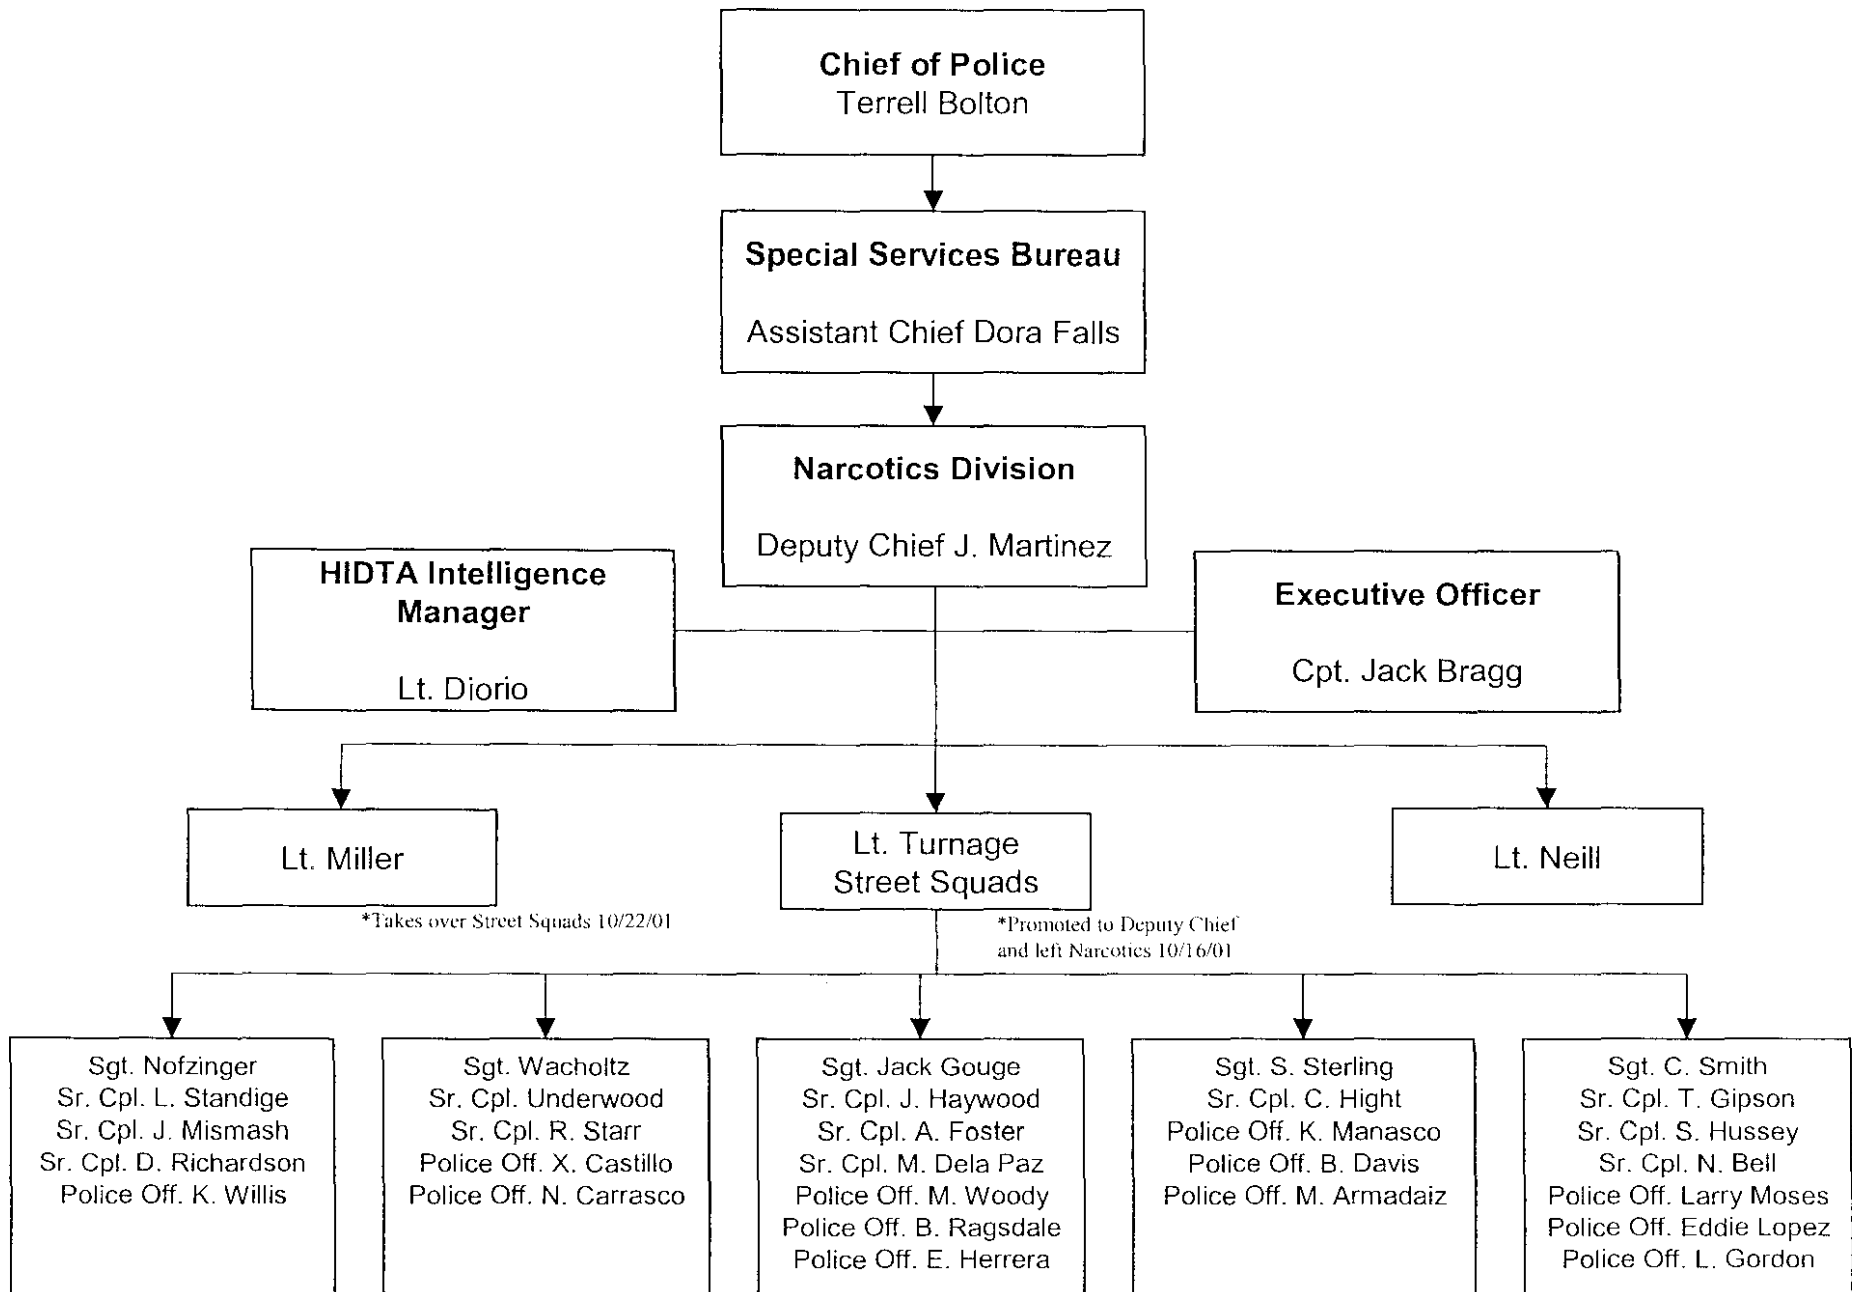 Chief of Police
Terrell Bolton
Special Services Bureau
Assistant Chief Dora Falls
Narcotics Division
Deputy Chief J. Martinez
HIDTA Intelligence
Manager
Lt. Diorio
Executive Officer
Cpt. Jack Bragg
Lt. Miller
*Takes over Street Squads 10/22/01
Lt. Turnage
Street Squads
*Promoted to Deputy Chief
and left Narcotics 10/16/01
Lt. Neill
Sgt. Nofzinger
Sr. Cpl. L. Standige
Sr. Cpl. J. Mismash
Sr. Cpl. D. Richardson
Police Off. K. Willis
Sgt. Wacholtz
Sr. Cpl. Underwood
Sr. Cpl. R. Starr
Police Off. X. Castillo
Police Off. N. Carrasco
Sgt. Jack Gouge
Sr. Cpl. J. Haywood
Sr. Cpl. A. Foster
Sr. Cpl. M. Dela Paz
Police Off. M. Woody
Police Off. B. Ragsdale
Police Off. E. Herrera
Sgt. S. Sterling
Sr. Cpl. C. Hight
Police Off. K. Manasco
Police Off. B. Davis
Police Off. M. Armadaiz
Sgt. C. Smith
Sr. Cpl. T. Gipson
Sr. Cpl. S. Hussey
Sr. Cpl. N. Bell
Police Off. Larry Moses
Police Off. Eddie Lopez
Police Off. L. Gordon